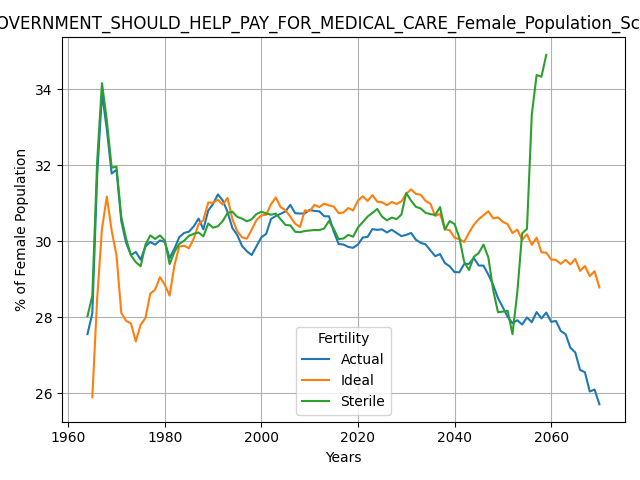 OVERNMENT_SHOULD_HELP_PAY_FOR_MEDICAL_CARE_Female_Population_Sc
% of Female Population
34
32
30
28
26
Fertility
Actual
Ideal
Sterile
1960 1980 2000 2020 2040 2060
Years